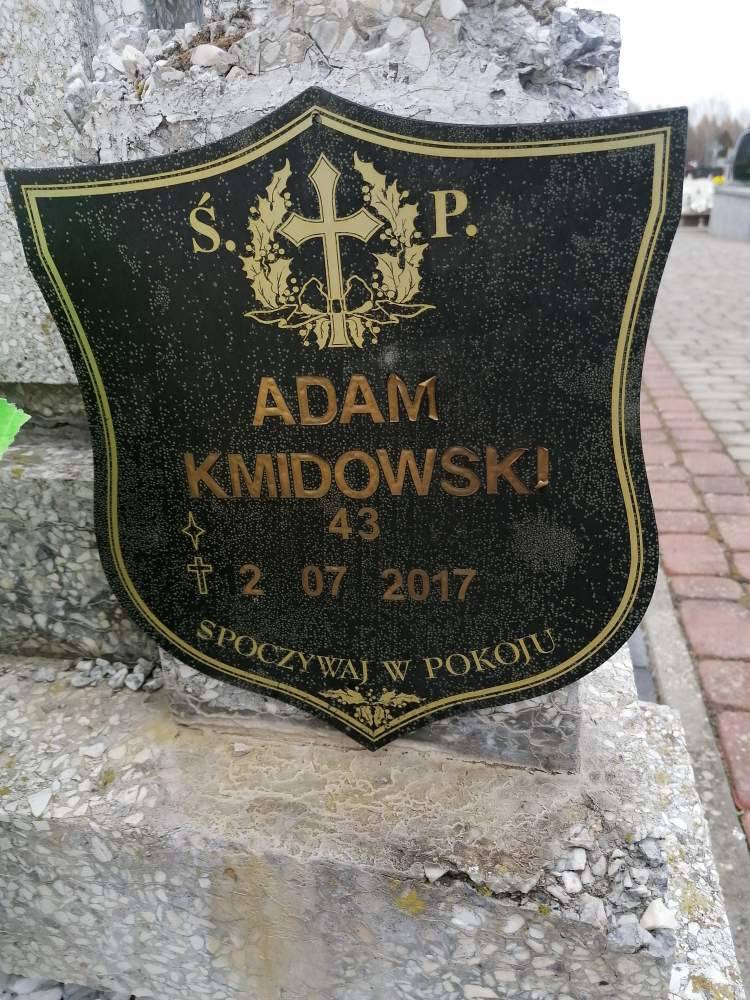 Ś. P.
ADAM
KMIDOWSKI
43
2 07 2017
SPOCZYWAJ W POKOJU